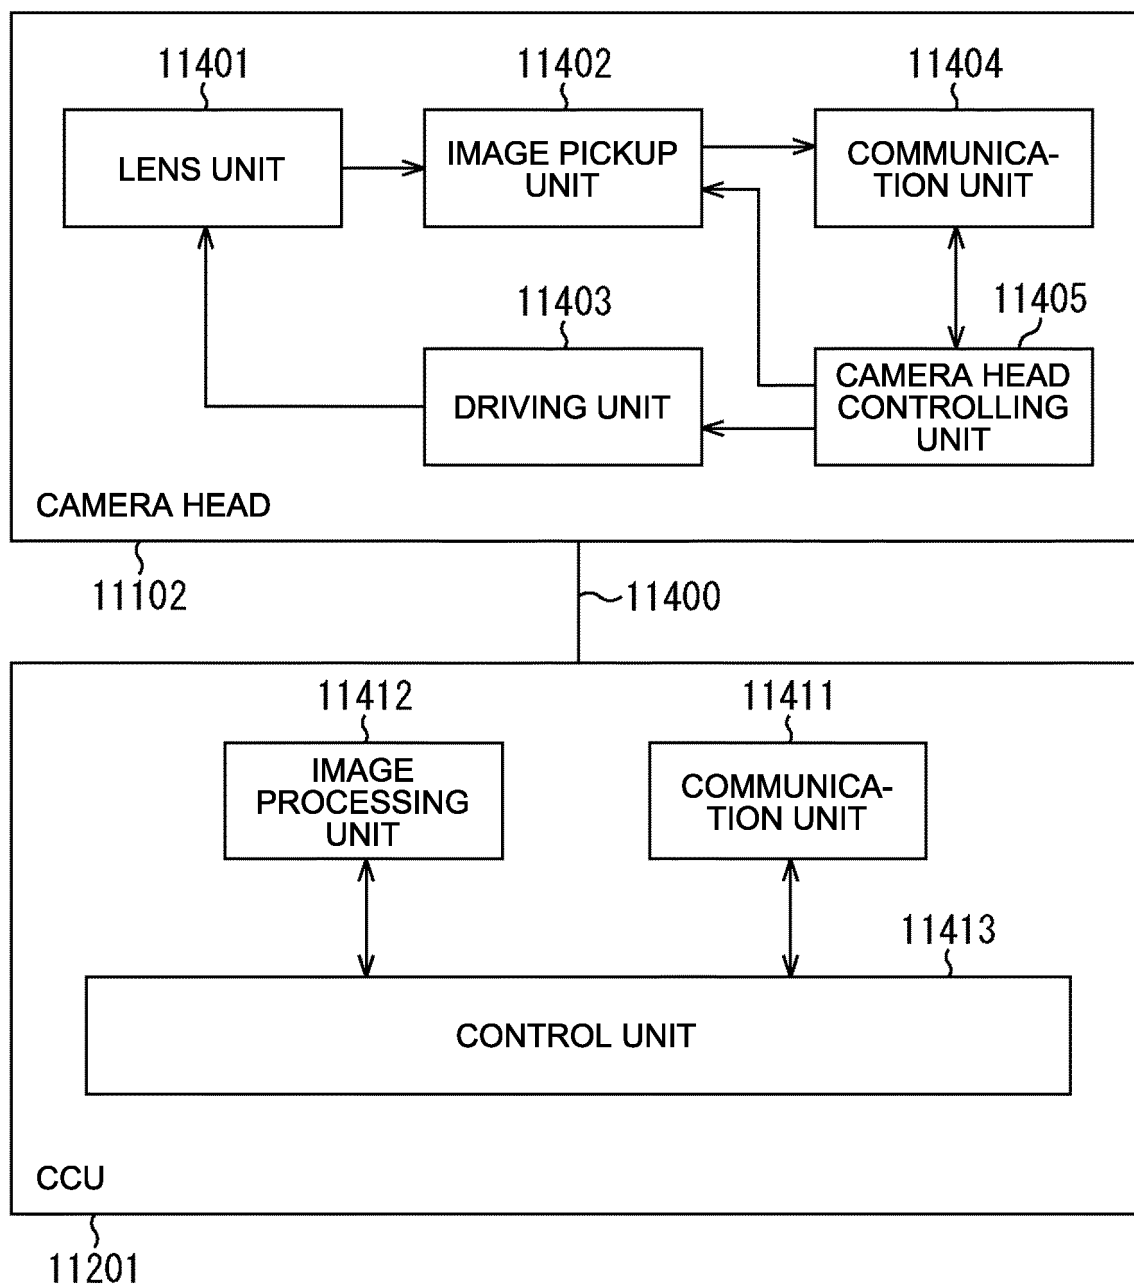 11401
11402
11404
LENS UNIT
IMAGE PICKUP
UNIT
COMMUNICA-
TION UNIT
11403
11405
DRIVING UNIT
CAMERA HEAD
CONTROLLING
UNIT
CAMERA HEAD
11102
11400
11412
11411
IMAGE
PROCESSING
UNIT
COMMUNICA-
TION UNIT
11413
CONTROL UNIT
CCU
11201